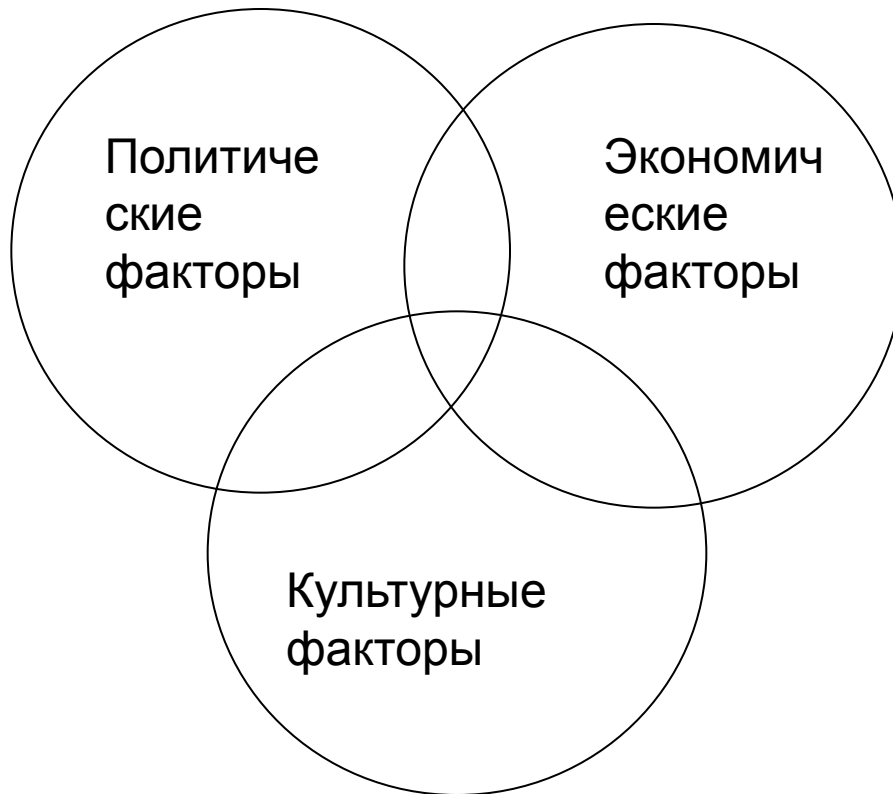 Политиче
ские
факторы
Экономич
еские
факторы
Культурные
факторы